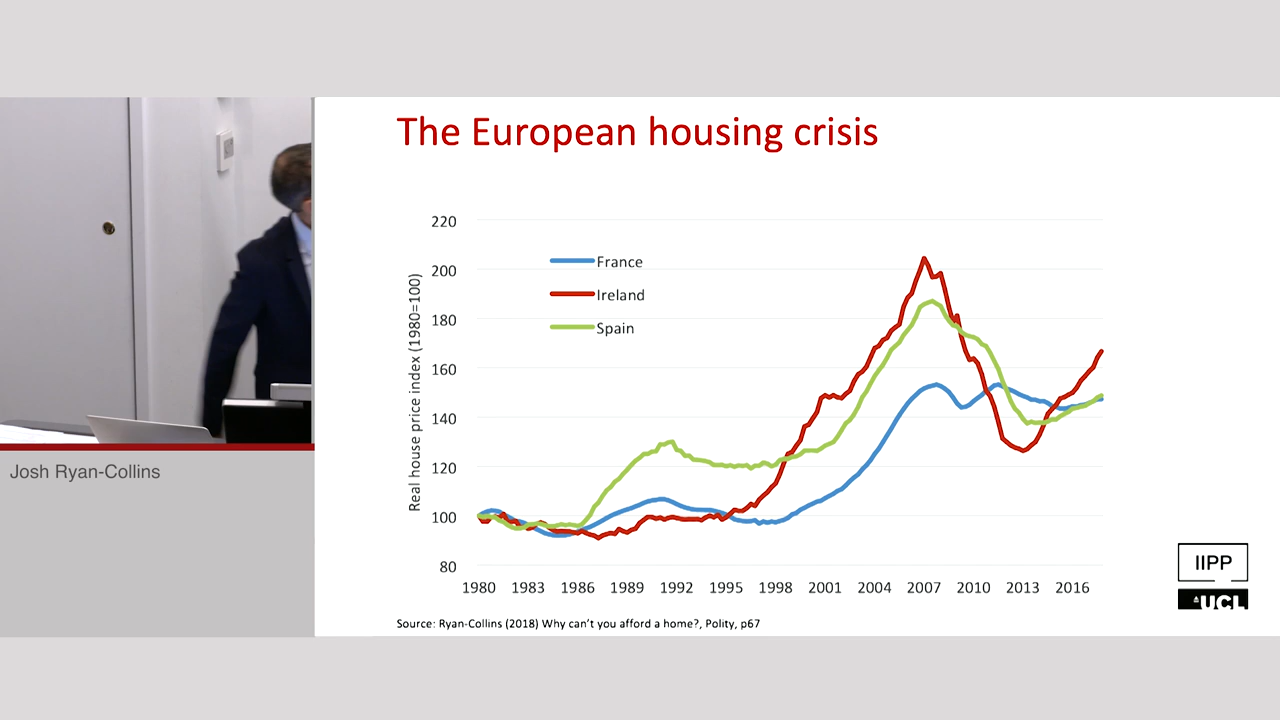 The European housing crisis
220
200
180
160
140
120
100
80
Real house price index (1980=100)
France
Ireland
Spain
1980 1983 1986 1989 1992 1995 1998 2001 2004 2007 2010 2013 2016
Source: Ryan-Collins (2018) Why can't you afford a home?, Polity, p67
IIPP
UCL
Josh Ryan-Collins